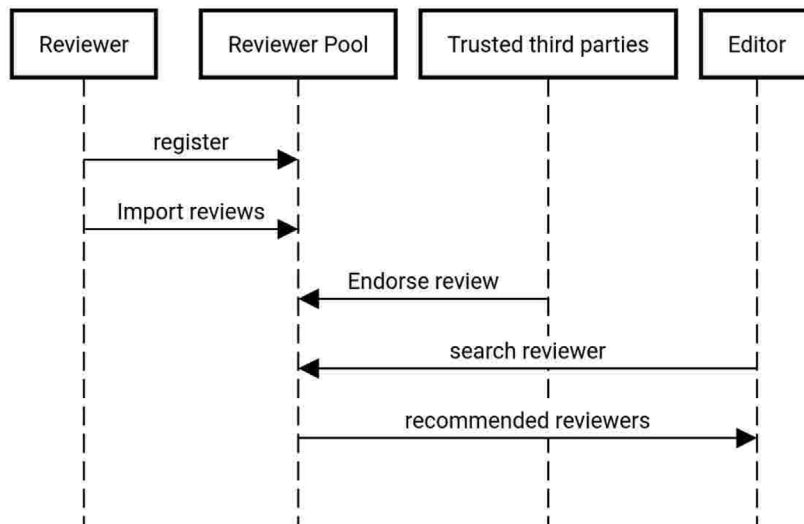 Reviewer
Reviewer Pool
Trusted third parties
Editor
register
Import reviews
Endorse review
search reviewer
recommended reviewers